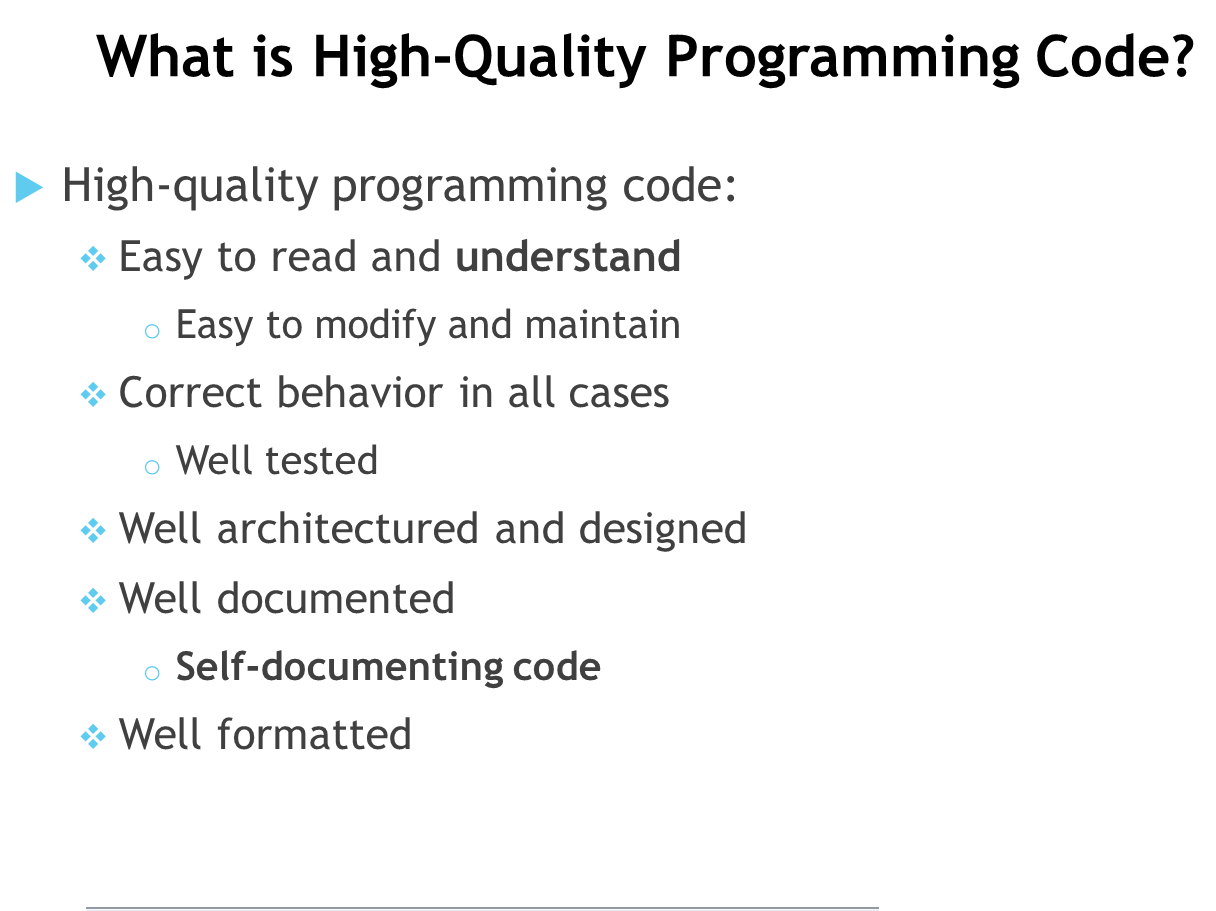 What is High-Quality Programming Code?
High-quality programming code:
Easy to read and understand
Easy to modify and maintain
Correct behavior in all cases
Well tested
Well architectured and designed
Well documented
Self-documenting code
Well formatted